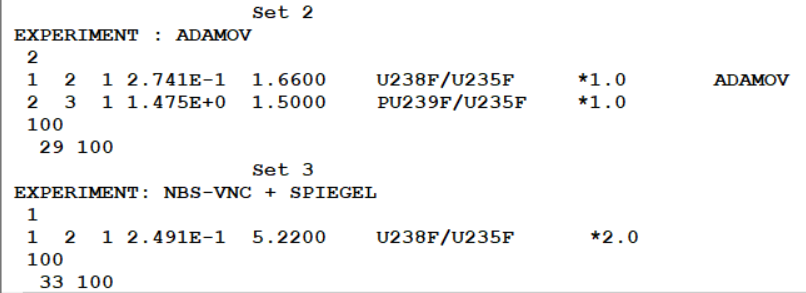 Set 2
EXPERIMENT : ADAMOV
2
1 2 1 2.741E-1 1.6600 U238F/U235F *1.0 ADAMOV
2 3 1 1.475E+0 1.5000 PU239F/U235F *1.0
100
29 100
Set 3
EXPERIMENT: NBS-VNC + SPIEGEL
1
1 2 1 2.491E-1 5.2200 U238F/U235F *2.0
100
33 100